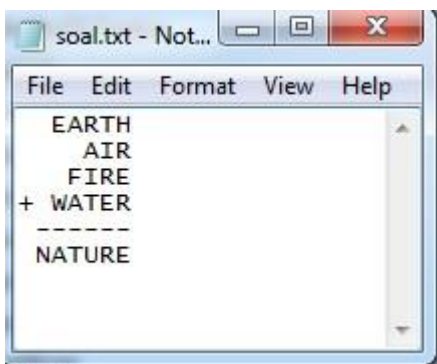 soal.txt - Not...
File Edit Format View Help
EARTH
AIR
FIRE
+ WATER
------
NATURE